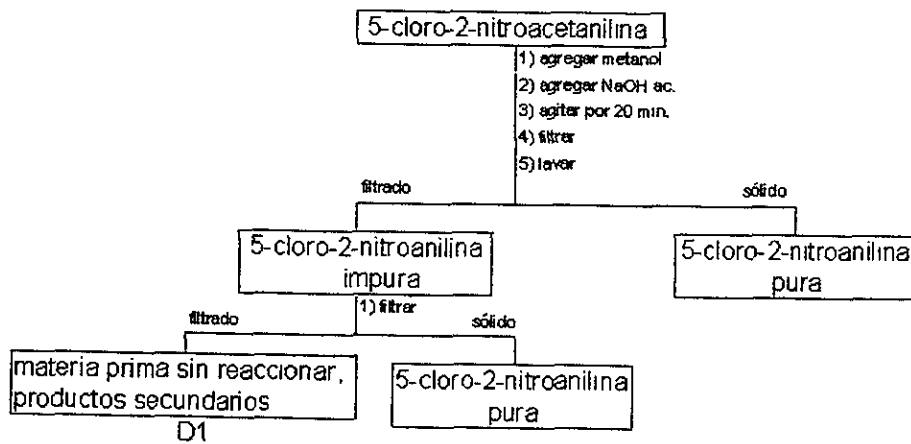 5-cloro-2-nitroacetanilina
1) agregar metanol
2) agregar NaOH ac.
3) agitar por 20 min.
4) filtrar
5) lavar
filtrado
sólido
5-cloro-2-nitroanilina
impura
5-cloro-2-nitroanilina
pura
1) filtrar
filtrado
sólido
materia prima sin reaccionar,
productos secundarios
5-cloro-2-nitroanilina
pura
D1